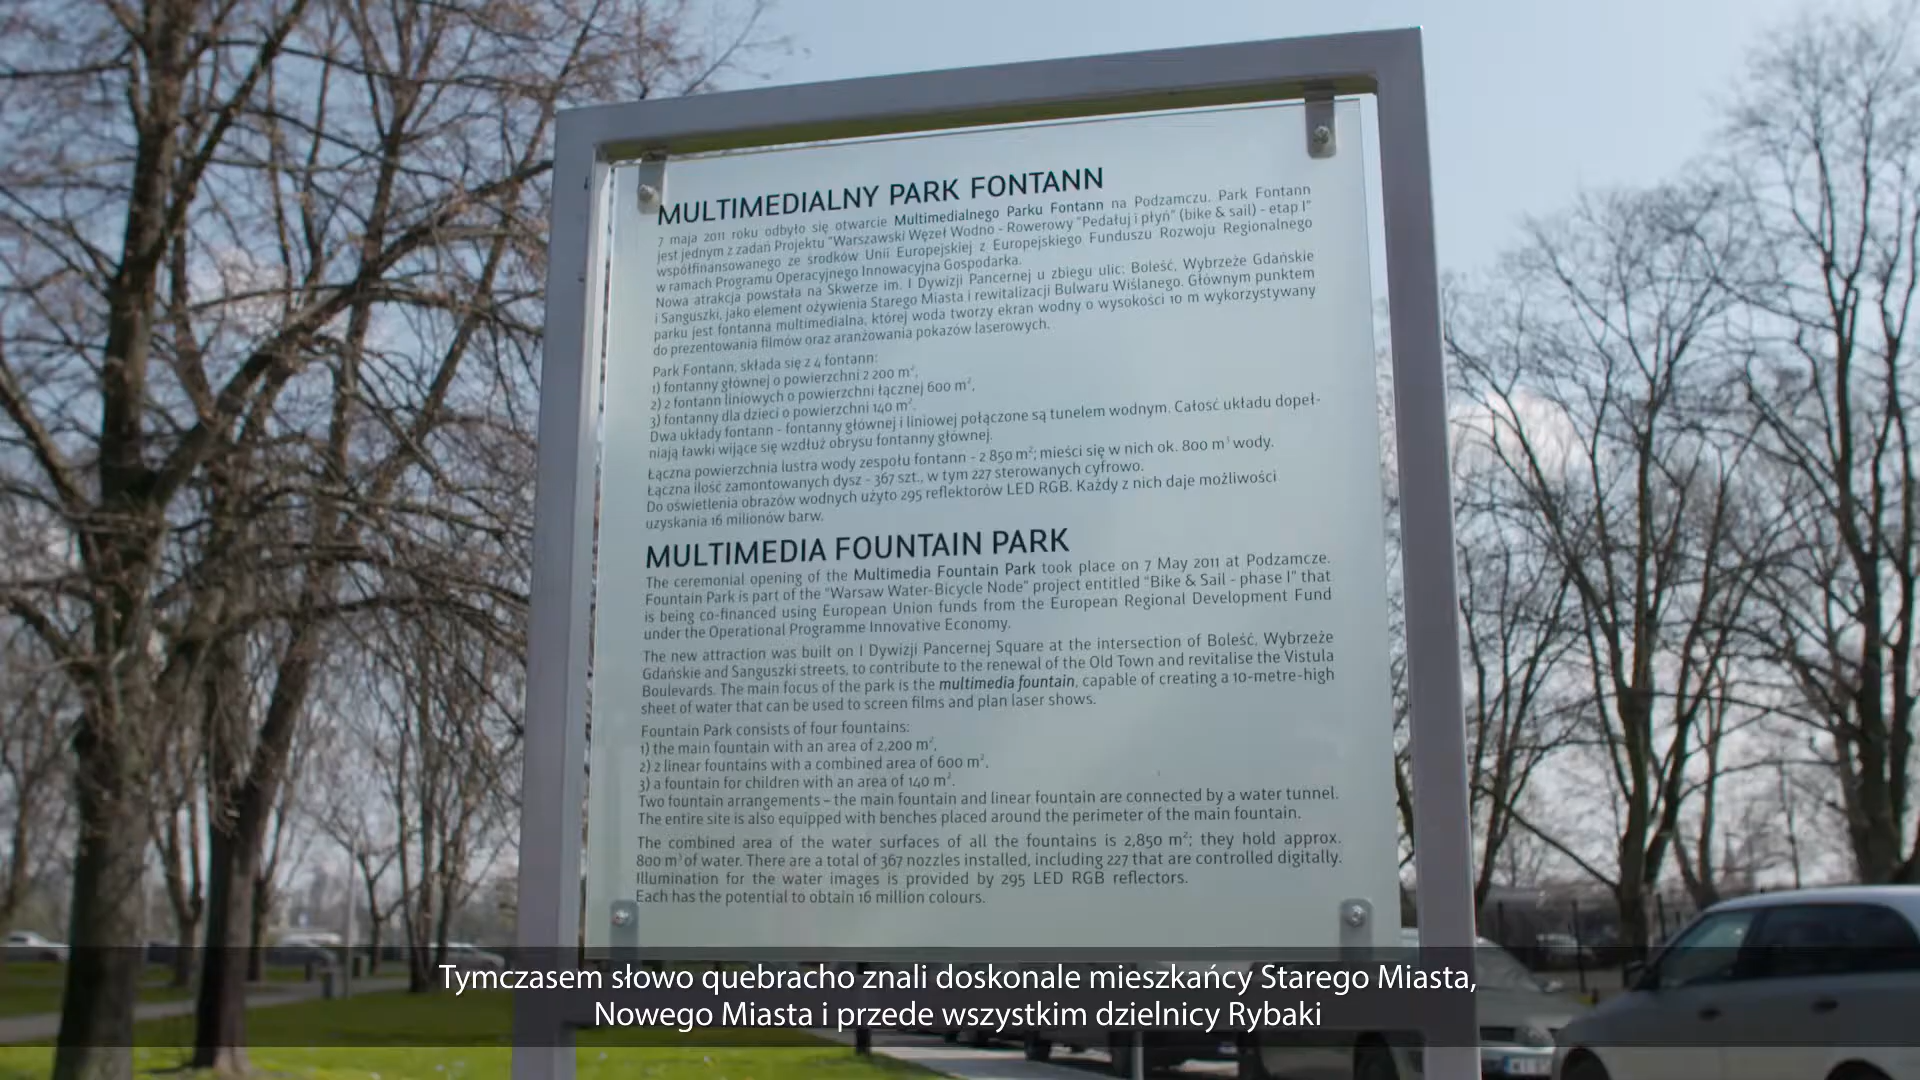 MULTIMEDIALNY PARK FONTANN
7 maja 2011 roku odbyło się otwarcie Multimedialnego Parku Fontann na Podzamczu. Park Fontann
jest jednym z zadań Projektu "Warszawski Węzeł Wodno - Rowerowy "Pedałuj i płyń" (bike & sail) - etap I"
współfinansowanego ze środków Unii Europejskiej z Europejskiego Funduszu Rozwoju Regionalnego
w ramach Programu Operacyjnego Innowacyjna Gospodarka.
Nowa atrakcja powstała na Skwerze im. I Dywizji Pancernej u zbiegu ulic: Boleść, Wybrzeże Gdańskie
i Sanguszki, jako element ożywienia Starego Miasta i rewitalizacji Bulwaru Wiślanego. Głównym punktem
parku jest fontanna multimedialna, której woda tworzy ekran wodny o wysokości 10 m wykorzystywany
do prezentowania filmów oraz aranżowania pokazów laserowych.
Park Fontann, składa się z 4 fontann:
1) fontanny głównej o powierzchni 2 200 m²,
2) 2 fontann liniowych o powierzchni łącznej 600 m²,
3) fontanny dla dzieci o powierzchni 140 m².
Dwa układy fontann - fontanny głównej i liniowej połączone są tunelem wodnym. Całość układu dopeł-
niają ławki wijące się wzdłuż obrysu fontanny głównej.
Łączna powierzchnia lustra wody zespołu fontann - 2 850 m²; mieści się w nich ok. 800 m³ wody.
Łączna ilość zamontowanych dysz - 367 szt., w tym 227 sterowanych cyfrowo.
Do oświetlenia obrazów wodnych użyto 295 reflektorów LED RGB. Każdy z nich daje możliwości
uzyskania 16 milionów barw.
MULTIMEDIA FOUNTAIN PARK
The ceremonial opening of the Multimedia Fountain Park took place on 7 May 2011 at Podzamcze.
Fountain Park is part of the "Warsaw Water-Bicycle Node" project entitled "Bike & Sail - phase I" that
is being co-financed using European Union funds from the European Regional Development Fund
under the Operational Programme Innovative Economy.
The new attraction was built on I Dywizji Pancernej Square at the intersection of Boleść, Wybrzeże
Gdańskie and Sanguszki streets, to contribute to the renewal of the Old Town and revitalise the Vistula
Boulevards. The main focus of the park is the multimedia fountain, capable of creating a 10-metre-high
sheet of water that can be used to screen films and plan laser shows.
Fountain Park consists of four fountains:
1) the main fountain with an area of 2,200 m²,
2) 2 linear fountains with a combined area of 600 m²,
3) a fountain for children with an area of 140 m².
Two fountain arrangements – the main fountain and linear fountain are connected by a water tunnel.
The entire site is also equipped with benches placed around the perimeter of the main fountain.
The combined area of the water surfaces of all the fountains is 2,850 m²; they hold approx.
800 m³ of water. There are a total of 367 nozzles installed, including 227 that are controlled digitally.
Illumination for the water images is provided by 295 LED RGB reflectors.
Each has the potential to obtain 16 million colours.
Tymczasem słowo quebracho znali doskonale mieszkańcy Starego Miasta,
Nowego Miasta i przede wszystkim dzielnicy Rybaki